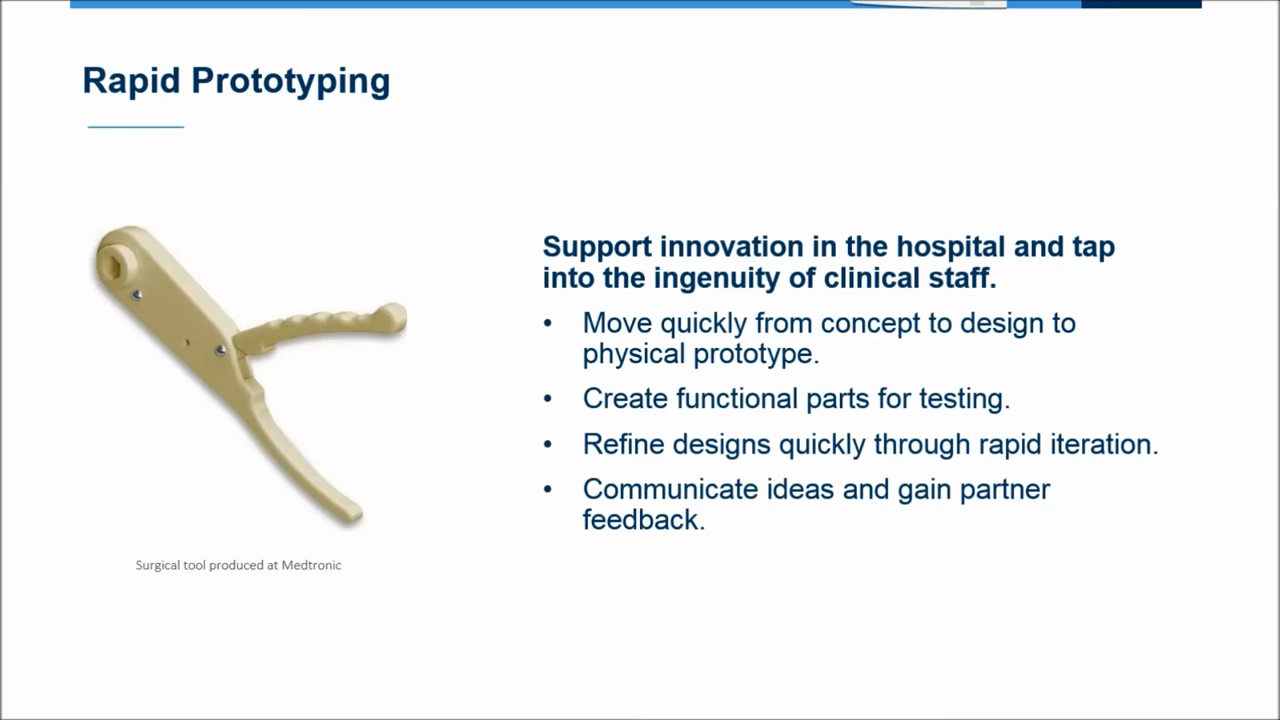 Rapid Prototyping
Support innovation in the hospital and tap
into the ingenuity of clinical staff.
• Move quickly from concept to design to
physical prototype.
• Create functional parts for testing.
• Refine designs quickly through rapid iteration.
• Communicate ideas and gain partner
feedback.
Surgical tool produced at Medtronic